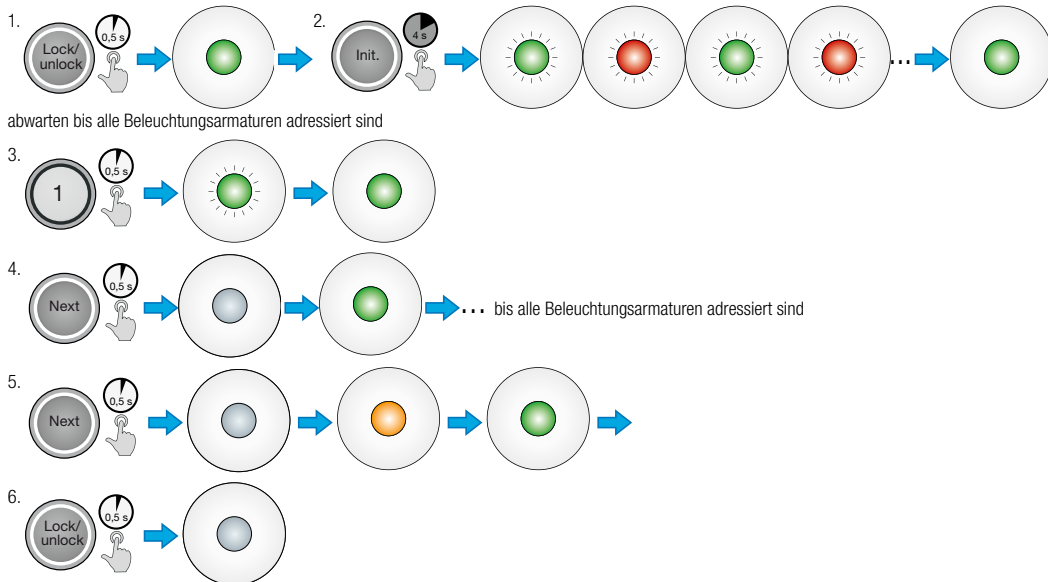 1.
Lock/
unlock
0,5 s
2.
Init.
4 s
...
abwarten bis alle Beleuchtungsarmaturen adressiert sind
3.
1
0,5 s
4.
Next
0,5 s
... bis alle Beleuchtungsarmaturen adressiert sind
5.
Next
0,5 s
6.
Lock/
unlock
0,5 s